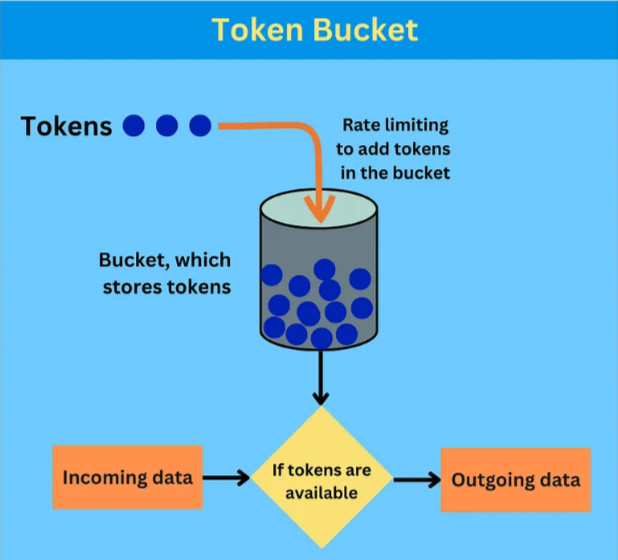 Token Bucket
Tokens
Rate limiting
to add tokens
in the bucket
Bucket, which
stores tokens
If tokens are
available
Incoming data
Outgoing data